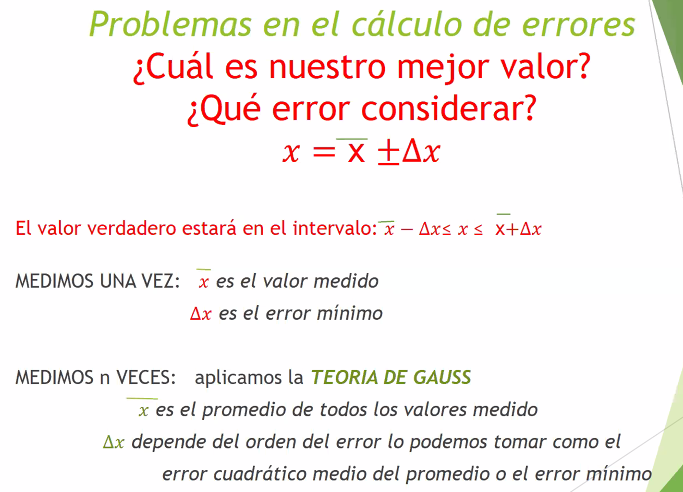 Problemas en el cálculo de errores
¿Cuál es nuestro mejor valor?
¿Qué error considerar?
x = x̅ ±Δx
El valor verdadero estará en el intervalo: x̅ − Δx≤ x ≤ x̅+Δx
MEDIMOS UNA VEZ: x̅ es el valor medido
Δx es el error mínimo
MEDIMOS n VECES: aplicamos la TEORIA DE GAUSS
x̅ es el promedio de todos los valores medido
Δx depende del orden del error lo podemos tomar como el
error cuadrático medio del promedio o el error mínimo